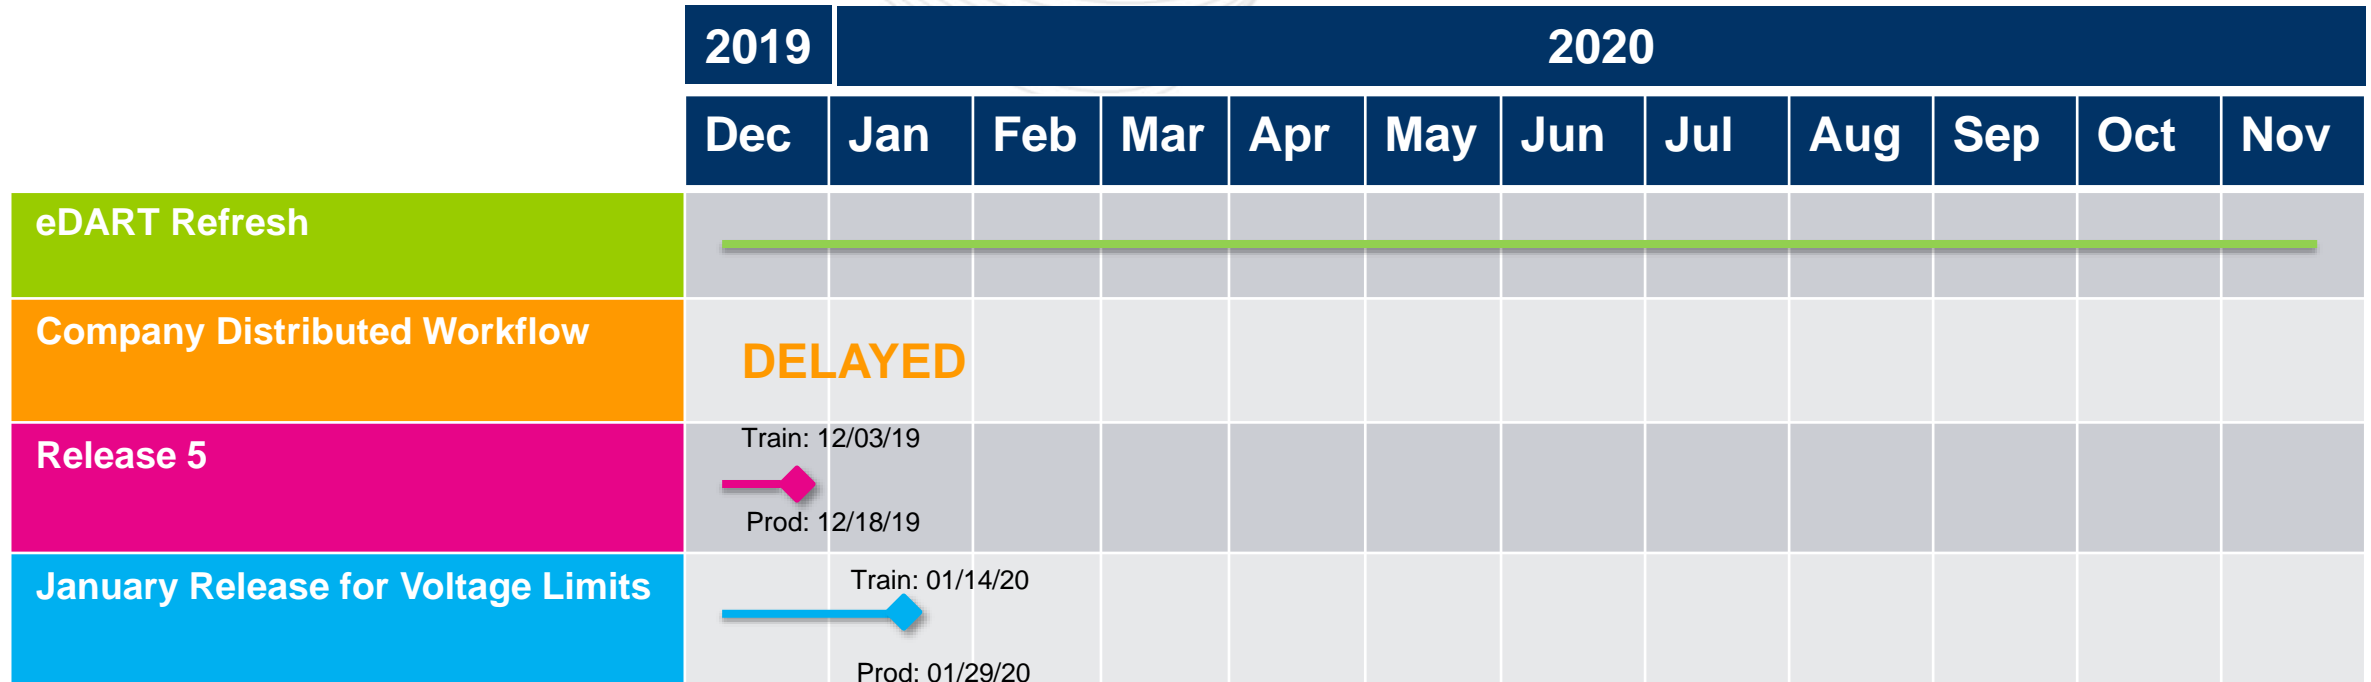 2019 2020
Dec Jan Feb Mar Apr May Jun Jul Aug Sep Oct Nov
eDART Refresh
Company Distributed Workflow
DELAYED
Release 5
Train: 12/03/19
Prod: 12/18/19
January Release for Voltage Limits
Train: 01/14/20
Prod: 01/29/20